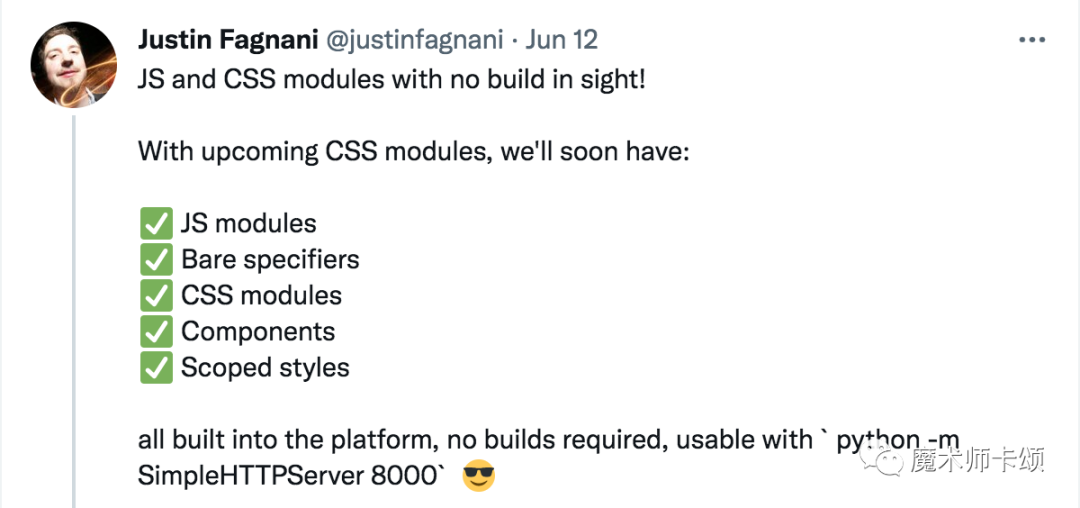 Justin Fagnani @justinfagnani · Jun 12
JS and CSS modules with no build in sight!
With upcoming CSS modules, we'll soon have:
✅ JS modules
✅ Bare specifiers
✅ CSS modules
✅ Components
✅ Scoped styles
all built into the platform, no builds required, usable with ` python -m
SimpleHTTPServer 8000` 😎
魔术师卡颂